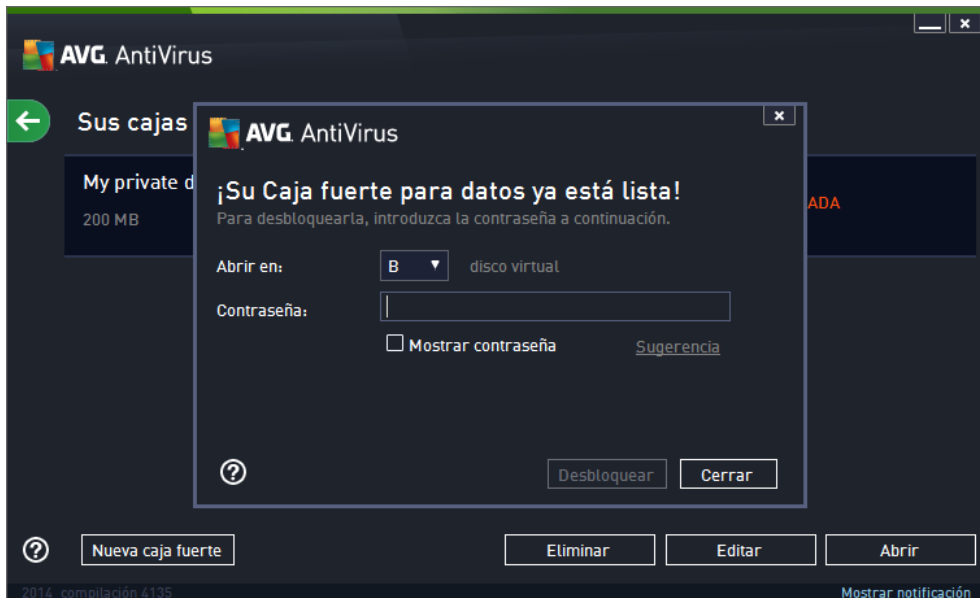 AVG. AntiVirus
Sus cajas
My private d
200 MB
ADA
AVG. AntiVirus
¡Su Caja fuerte para datos ya está lista!
Para desbloquearla, introduzca la contraseña a continuación.
Abrir en: B disco virtual
Contraseña:
Mostrar contraseña Sugerencia
Desbloquear Cerrar
Nueva caja fuerte Eliminar Editar Abrir
2014 compilación 4135 Mostrar notificación